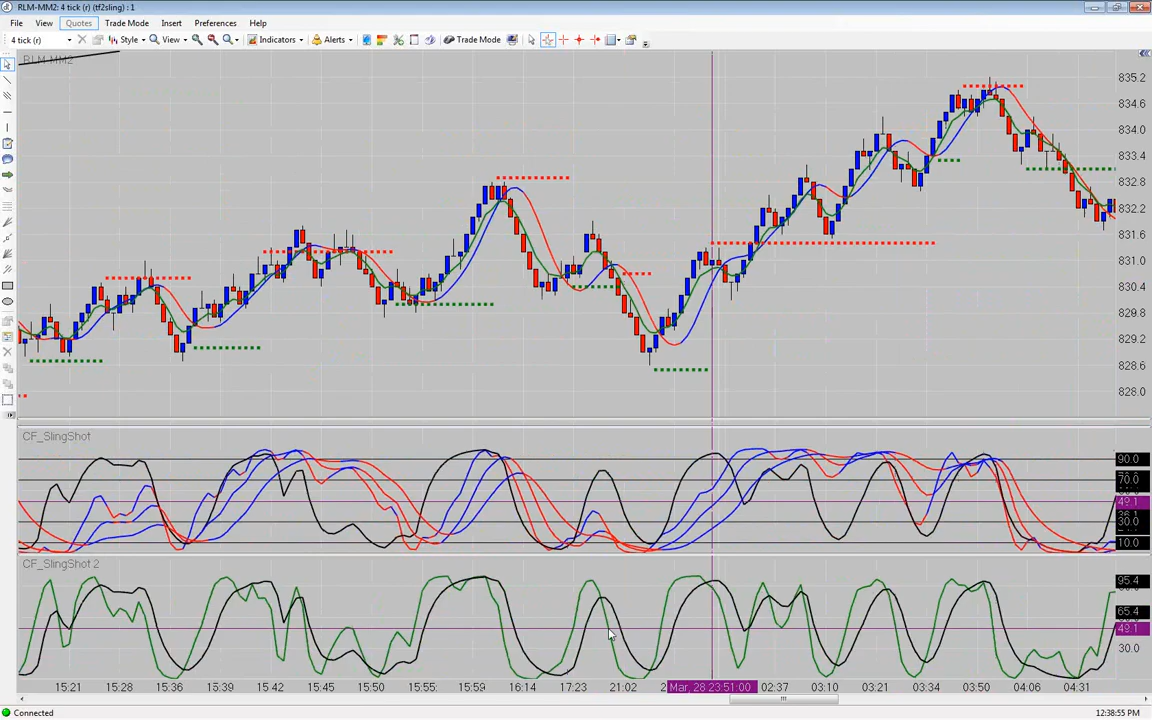 RLM-MM2: 4 tick (r) (tf2sling) : 1
File View Quotes Trade Mode Insert Preferences Help
4 tick (r) Style View Indicators Alerts Trade Mode
RLM-MM2
835.2
834.6
834.0
833.4
832.8
832.2
831.6
831.0
830.4
829.8
829.2
828.6
828.0
CF_SlingShot
90.0
70.0
49.1
30.0
10.0
CF_SlingShot 2
95.4
65.4
49.1
30.0
15:21 15:28 15:36 15:39 15:42 15:45 15:50 15:55 15:59 16:14 17:23 21:02 Mar, 28 23:51:00 02:37 03:10 03:21 03:34 03:50 04:06 04:31
Connected 12:38:55 PM